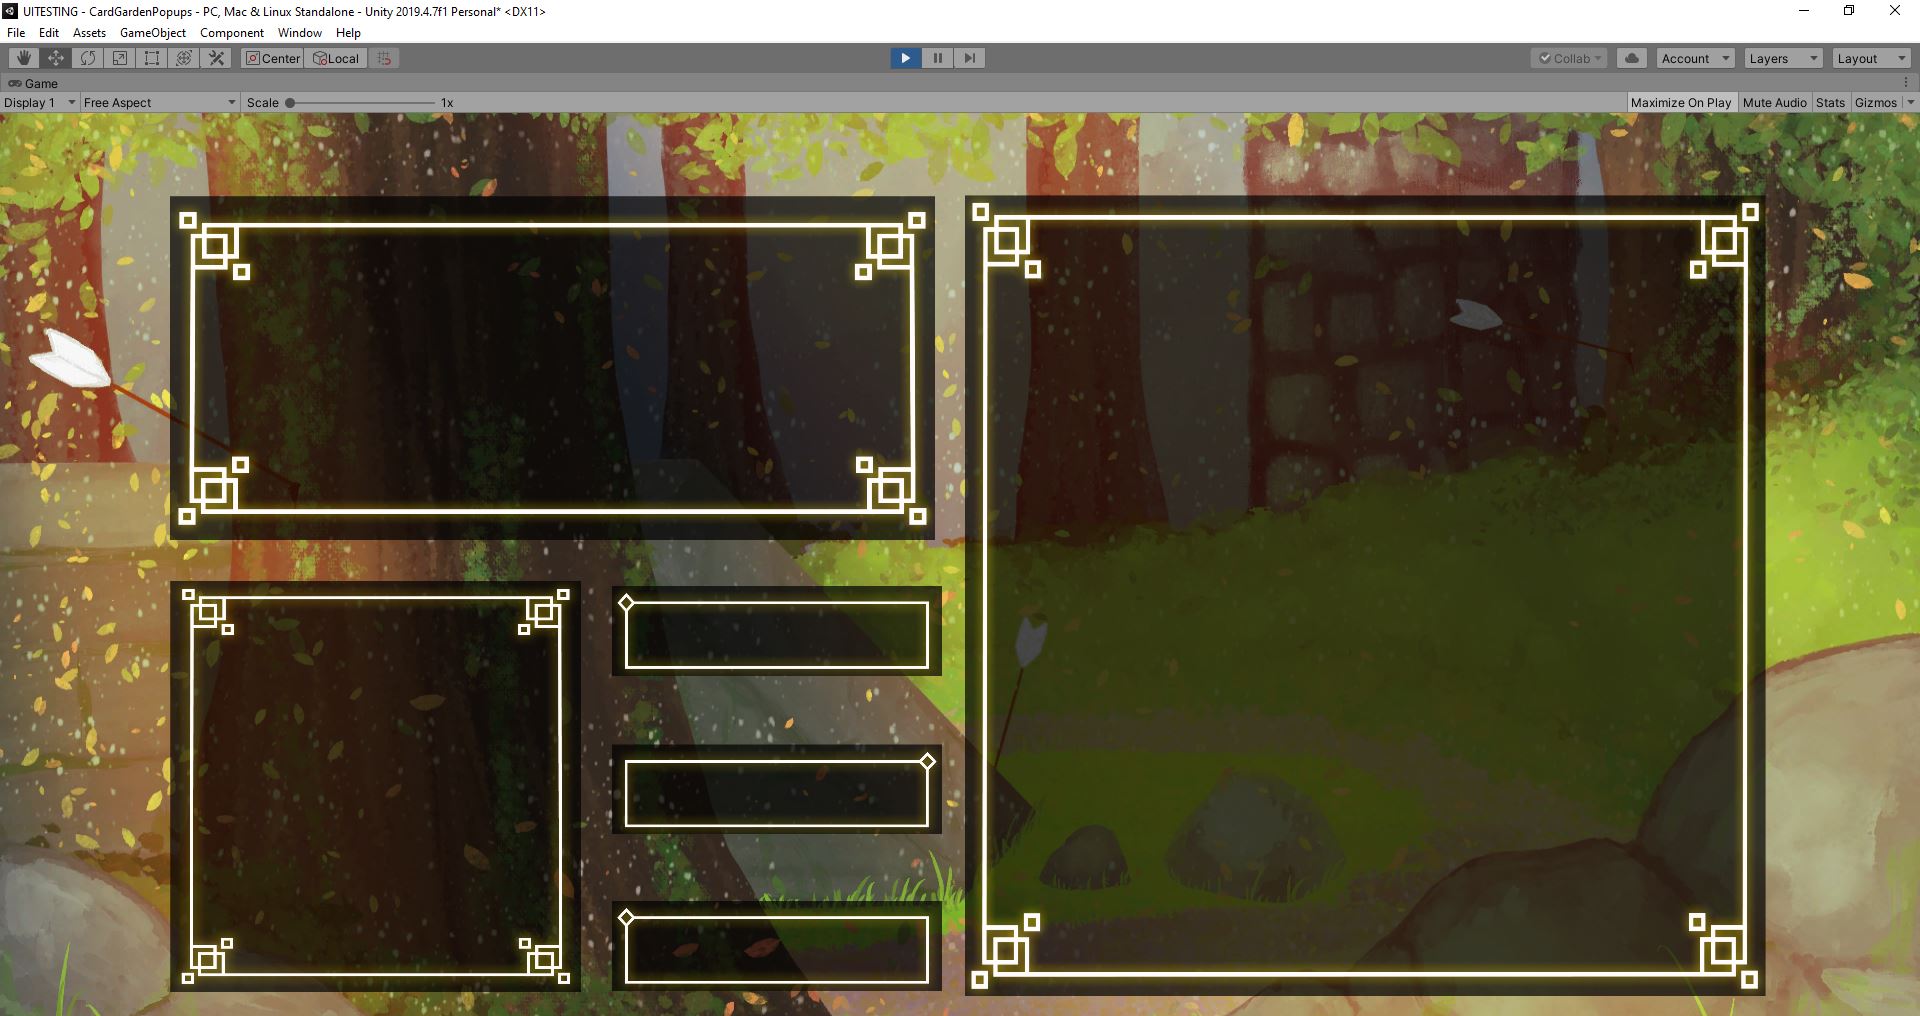 UITESTING - CardGardenPopups - PC, Mac & Linux Standalone - Unity 2019.4.7f1 Personal* <DX11>
File Edit Assets GameObject Component Window Help
Center Local Collab Account Layers Layout
Game
Display 1 Free Aspect Scale 1x Maximize On Play Mute Audio Stats Gizmos